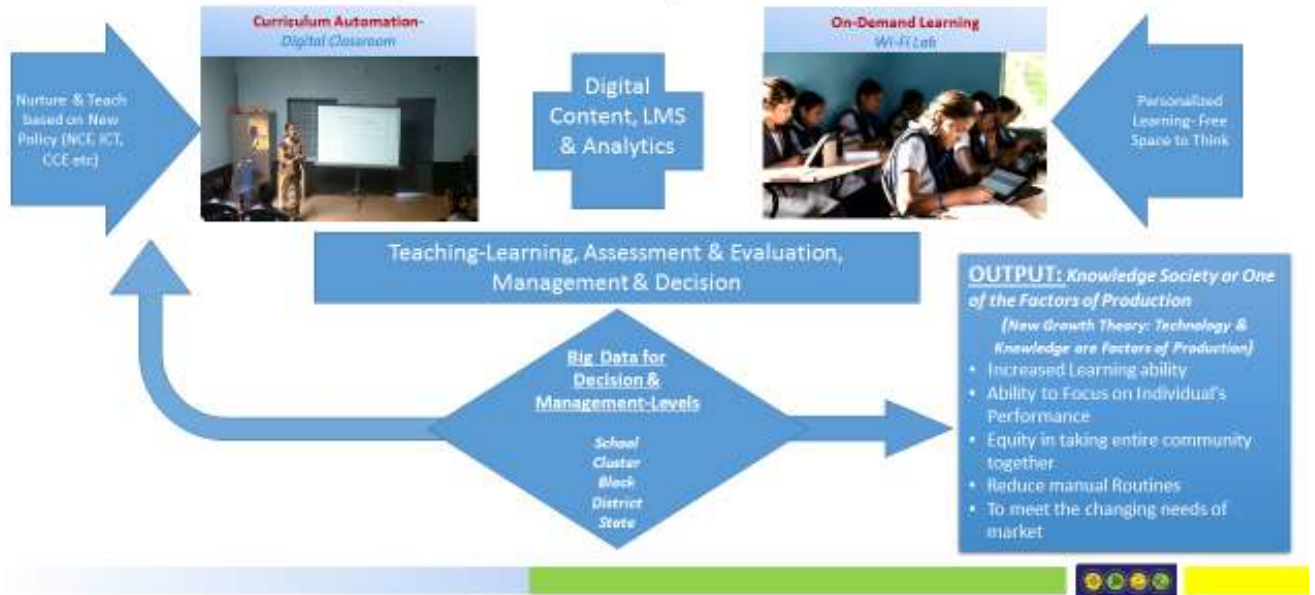 Curriculum Automation-
Digital Classroom
On-Demand Learning
Wi-Fi Lab
Nurture & Teach
based on New
Policy (NCF, ICT,
CCE etc)
Digital
Content, LMS
& Analytics
Personalized
Learning- Free
Space to Think
Teaching-Learning, Assessment & Evaluation,
Management & Decision
Big Data for
Decision &
Management-Levels
School
Cluster
Block
District
State
OUTPUT: Knowledge Society or One
of the Factors of Production
(New Growth Theory: Technology &
Knowledge are Factors of Production)
• Increased Learning ability
• Ability to Focus on Individual's
Performance
• Equity in taking entire community
together
• Reduce manual Routines
• To meet the changing needs of
market